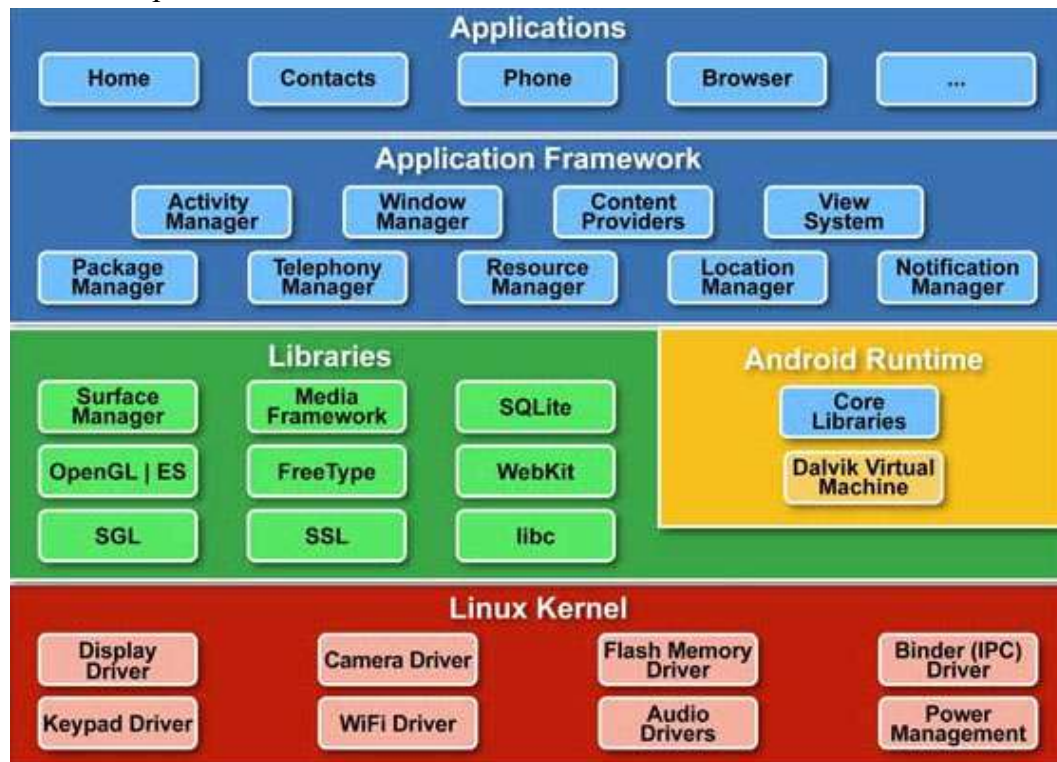 Applications
Home
Contacts
Phone
Browser
...
Application Framework
Activity
Manager
Window
Manager
Content
Providers
View
System
Package
Manager
Telephony
Manager
Resource
Manager
Location
Manager
Notification
Manager
Libraries
Surface
Manager
Media
Framework
SQLite
OpenGL | ES
FreeType
WebKit
SGL
SSL
libc
Android Runtime
Core
Libraries
Dalvik Virtual
Machine
Linux Kernel
Display
Driver
Camera Driver
Flash Memory
Driver
Binder (IPC)
Driver
Keypad Driver
WiFi Driver
Audio
Drivers
Power
Management